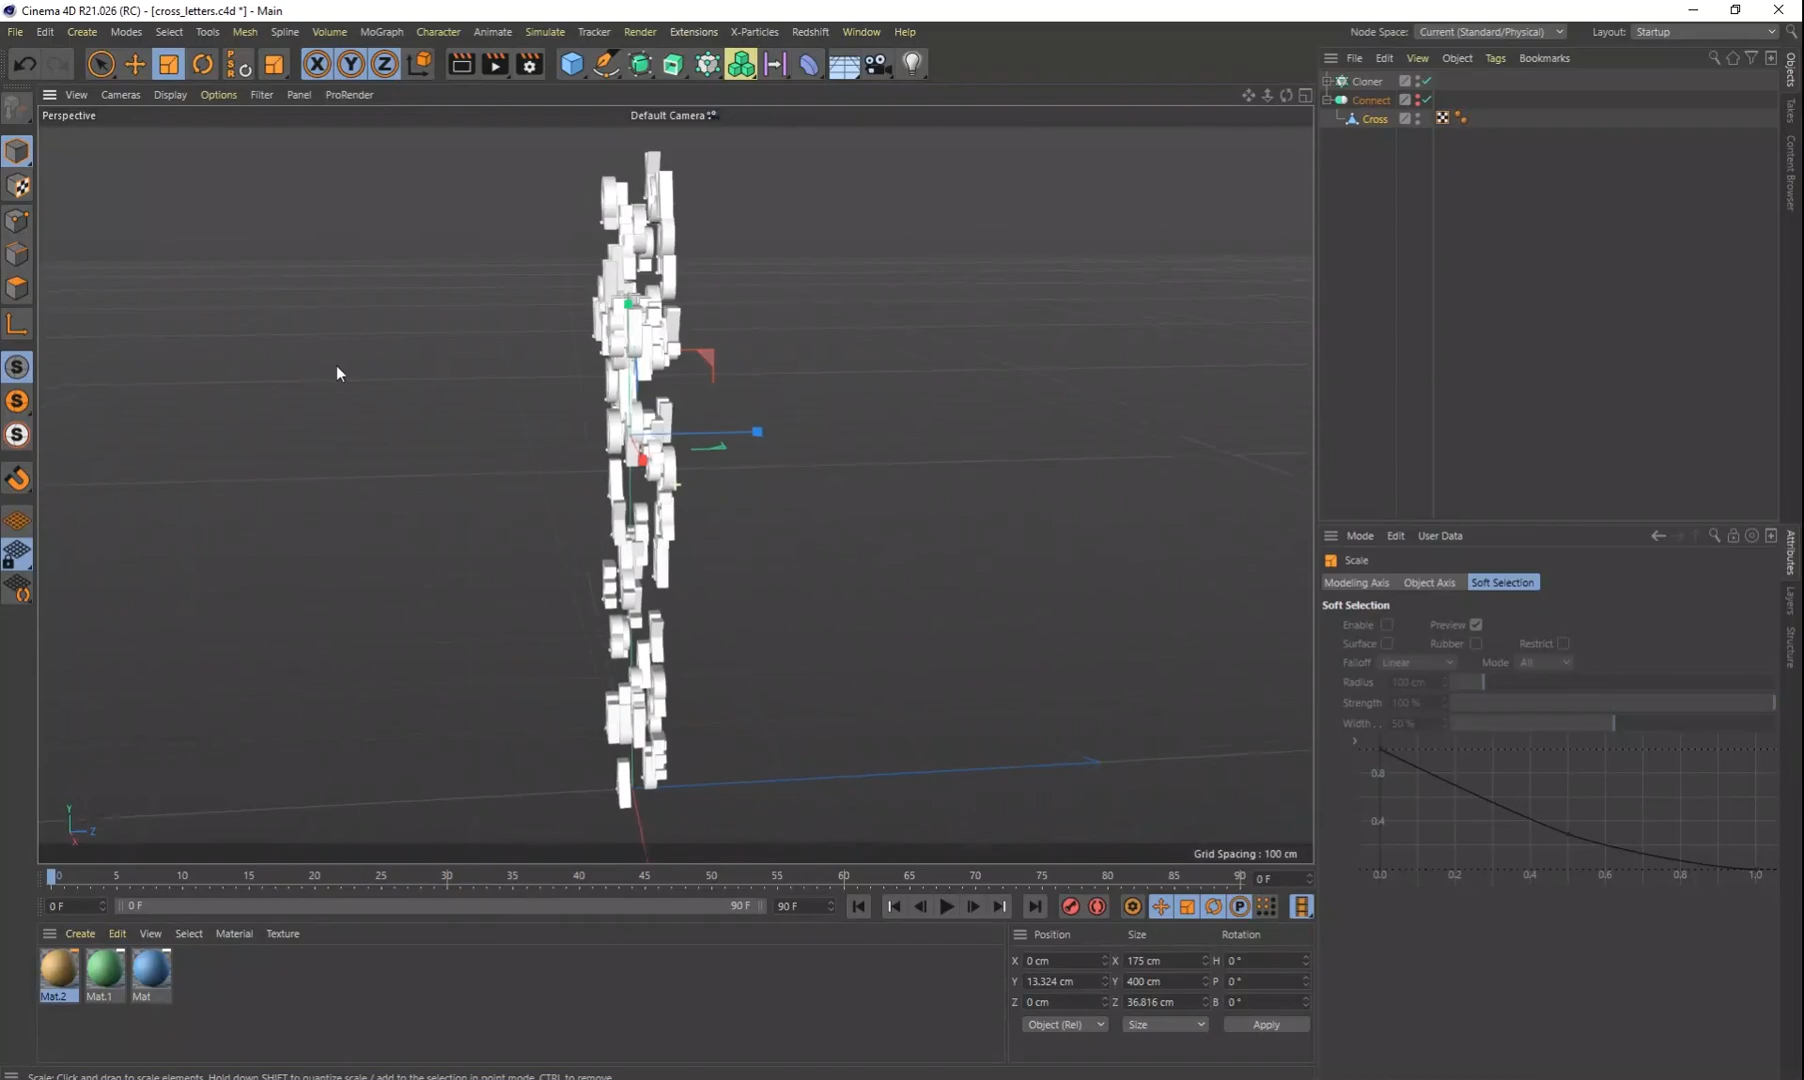 Cinema 4D R21.026 (RC) - [cross_letters.c4d *] - Main
File Edit Create Modes Select Tools Mesh Spline Volume MoGraph Character Animate Simulate Tracker Render Extensions X-Particles Redshift Window Help Node Space: Current (Standard/Physical) Layout: Startup
File Edit View Object Tags Bookmarks
View Cameras Display Options Filter Panel ProRender
Perspective
Default Camera
Cloner
Connect
Cross
Objects
Takes
Content Browser
Attributes
Layers
Structure
Mode Edit User Data
Scale
Modeling Axis Object Axis Soft Selection
Soft Selection
Enable Preview
Surface Rubber Restrict
Falloff Linear Mode All
Radius 100 cm
Strength 100 %
Width . . 50 %
0.8
0.4
0.0 0.2 0.4 0.6 0.8 1.0
Y
Z
X
Grid Spacing : 100 cm
0 5 10 15 20 25 30 35 40 45 50 55 60 65 70 75 80 85 90 0 F
0 F 0 F 90 F 90 F
Create Edit View Select Material Texture
Mat.2 Mat.1 Mat
Position Size Rotation
X 0 cm X 175 cm H 0 °
Y 13.324 cm Y 400 cm P 0 °
Z 0 cm Z 36.816 cm B 0 °
Object (Rel) Size Apply
Scale: Click and drag to scale elements. Hold down SHIFT to quantize scale / add to the selection in point mode, CTRL to remove.